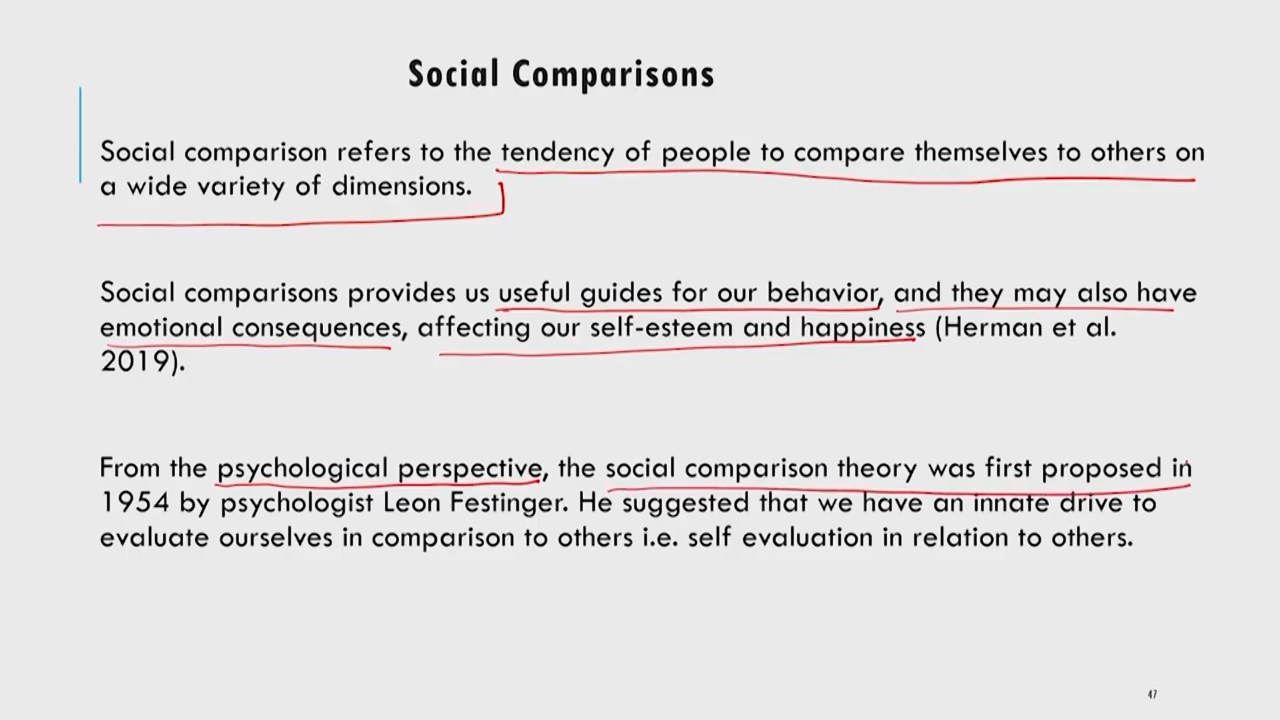 Social Comparisons
Social comparison refers to the tendency of people to compare themselves to others on
a wide variety of dimensions.
Social comparisons provides us useful guides for our behavior, and they may also have
emotional consequences, affecting our self-esteem and happiness (Herman et al.
2019).
From the psychological perspective, the social comparison theory was first proposed in
1954 by psychologist Leon Festinger. He suggested that we have an innate drive to
evaluate ourselves in comparison to others i.e. self evaluation in relation to others.
47